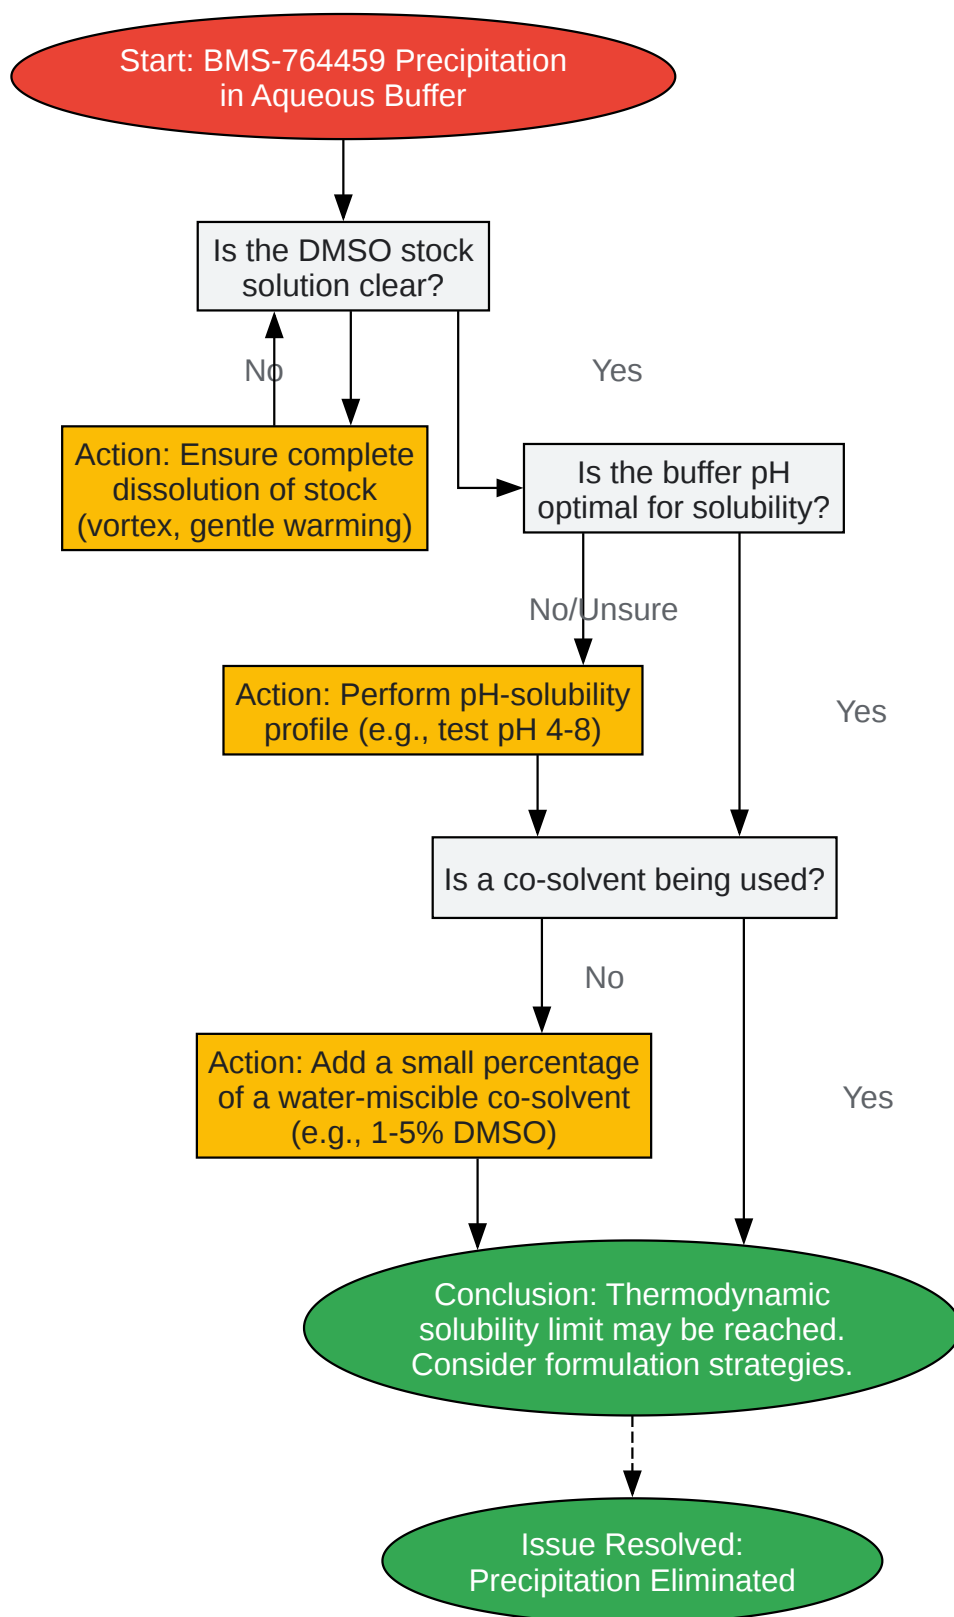 Start: BMS-764459 Precipitation
in Aqueous Buffer
Is the DMSO stock
solution clear?
No
Yes
Action: Ensure complete
dissolution of stock
(vortex, gentle warming)
Is the buffer pH
optimal for solubility?
No/Unsure
Action: Perform pH-solubility
profile (e.g., test pH 4-8)
Yes
Is a co-solvent being used?
No
Action: Add a small percentage
of a water-miscible co-solvent
(e.g., 1-5% DMSO)
Yes
Conclusion: Thermodynamic
solubility limit may be reached.
Consider formulation strategies.
Issue Resolved:
Precipitation Eliminated